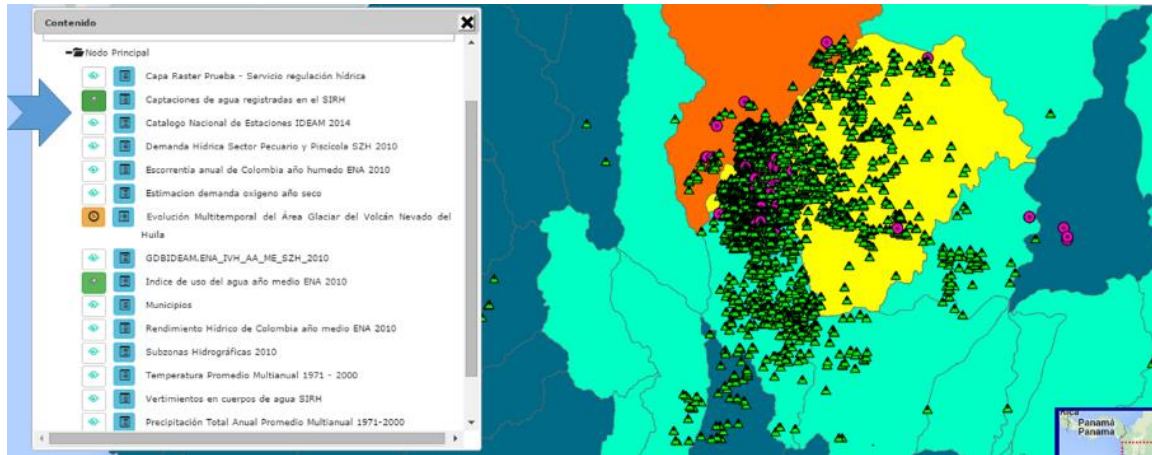 Contenido
Nodo Principal
Capa Raster Prueba - Servicio regulación hídrica
Captaciones de agua registradas en el SIRH
Catalogo Nacional de Estaciones IDEAM 2014
Demanda Hídrica Sector Pecuario y Piscícola SZH 2010
Escorrentía anual de Colombia año humedo ENA 2010
Estimacion demanda oxigeno año seco
Evolución Multitemporal del Área Glaciar del Volcán Nevado del
Huila
GDBIDEAM.ENA_IVH_AA_ME_SZH_2010
Indice de uso del agua año medio ENA 2010
Municipios
Rendimiento Hídrico de Colombia año medio ENA 2010
Subzonas Hidrográficas 2010
Temperatura Promedio Multianual 1971 - 2000
Vertimientos en cuerpos de agua SIRH
Precipitación Total Anual Promedio Multianual 1971-2000
Panamá
Panama